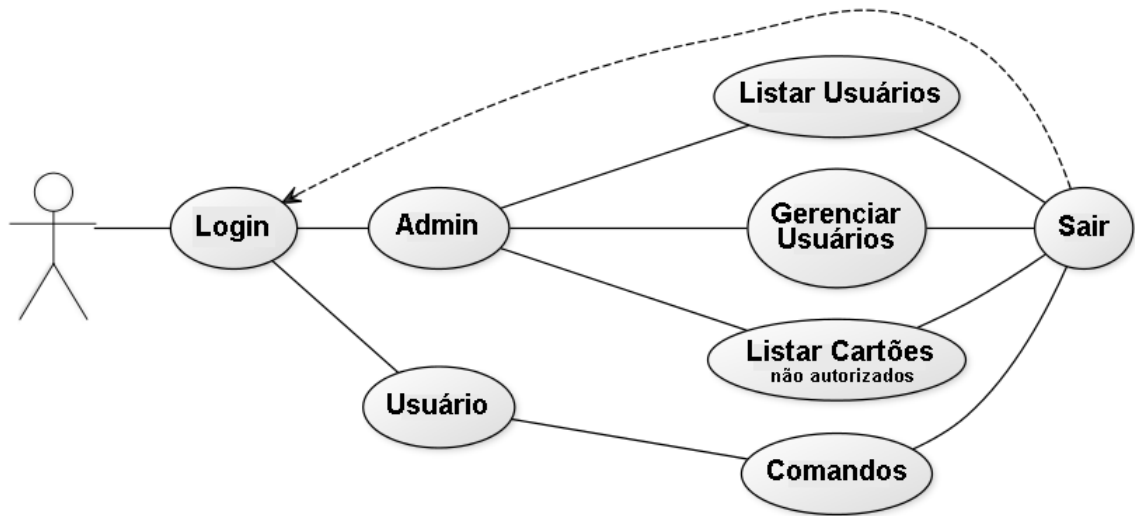 Listar Usuários
Login
Admin
Gerenciar
Usuários
Sair
Listar Cartões
não autorizados
Usuário
Comandos